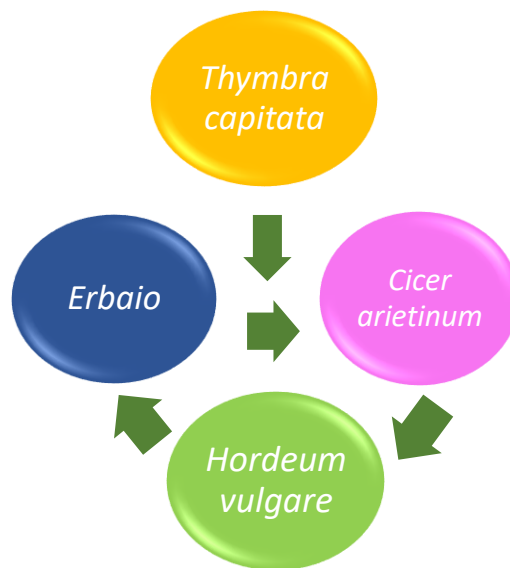 Thymbra
capitata
Erbaio
Cicer
arietinum
Hordeum
vulgare